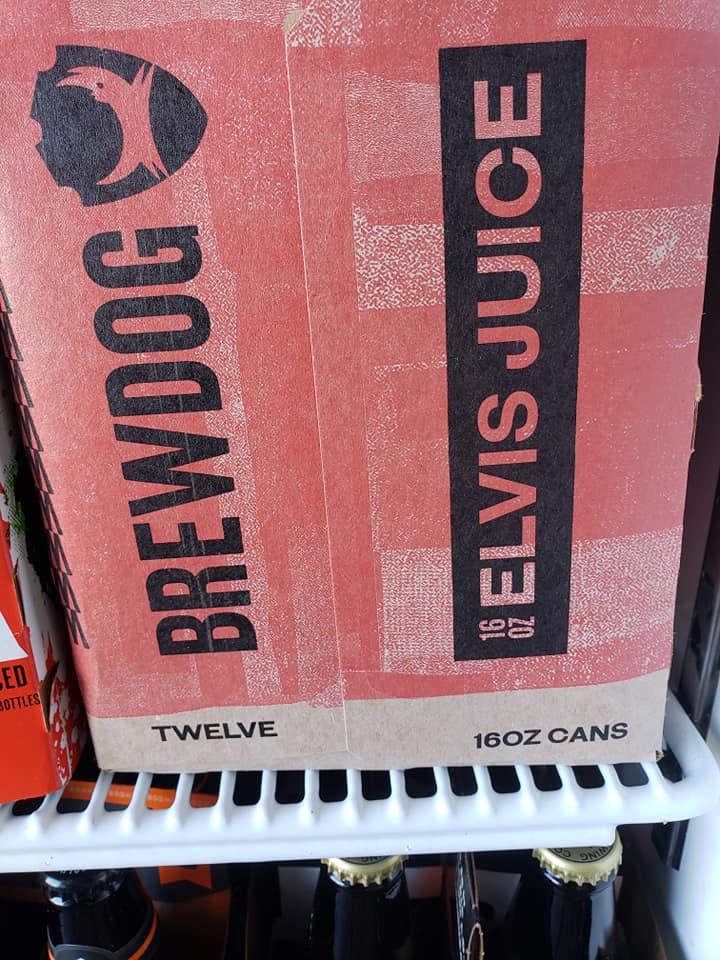 BREWDOG
16 OZ ELVIS JUICE
TWELVE
16OZ CANS
CED
BOTTLES